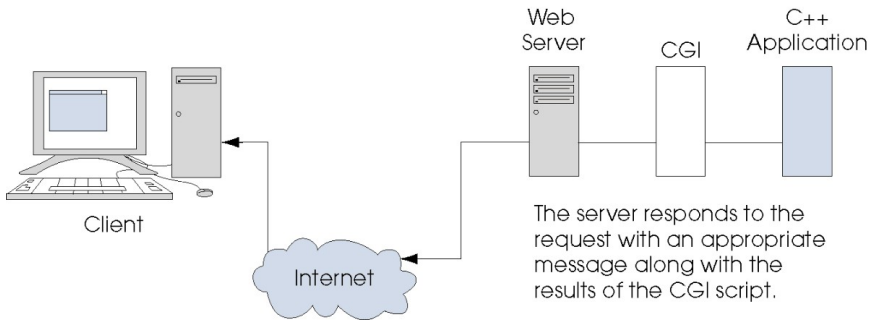 Web
Server
CGI
C++
Application
Client
Internet
The server responds to the
request with an appropriate
message along with the
results of the CGI script.